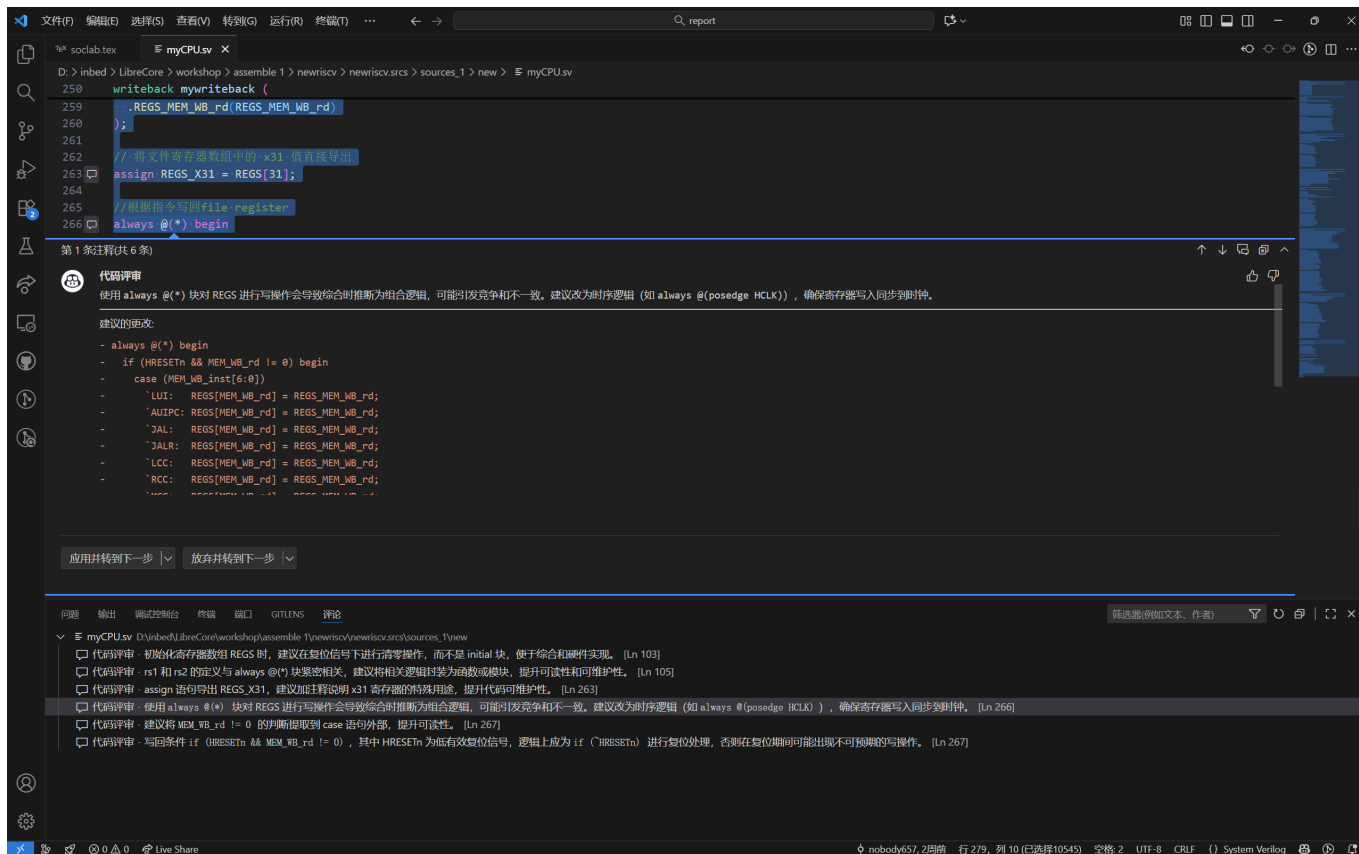 文件(F) 编辑(E) 选择(S) 查看(V) 转到(G) 运行(R) 终端(T) ··· ← → report
TEX soclab.tex myCPU.sv
D: > inbed > LibreCore > workshop > assemble 1 > newriscv > newriscv.srcs > sources_1 > new > myCPU.sv
250 writeback mywriteback (
259 ··.REGS_MEM_WB_rd(REGS_MEM_WB_rd)
260 );
261
262 //·将文件寄存器数组中的·x31·值直接导出
263 assign·REGS_X31·=·REGS[31];
264
265 //根据指令写回file·register
266 always·@(*)·begin
第 1 条注释(共 6 条)
代码评审
使用 always @(*) 块对 REGS 进行写操作会导致综合时推断为组合逻辑，可能引发竞争和不一致。建议改为时序逻辑（如 always @(posedge HCLK)），确保寄存器写入同步到时钟。
建议的更改:
- always @(*) begin
-   if (HRESETn && MEM_WB_rd != 0) begin
-     case (MEM_WB_inst[6:0])
-       `LUI:   REGS[MEM_WB_rd] = REGS_MEM_WB_rd;
-       `AUIPC: REGS[MEM_WB_rd] = REGS_MEM_WB_rd;
-       `JAL:   REGS[MEM_WB_rd] = REGS_MEM_WB_rd;
-       `JALR:  REGS[MEM_WB_rd] = REGS_MEM_WB_rd;
-       `LCC:   REGS[MEM_WB_rd] = REGS_MEM_WB_rd;
-       `RCC:   REGS[MEM_WB_rd] = REGS_MEM_WB_rd;
应用并转到下一步 放弃并转到下一步
问题 输出 调试控制台 终端 端口 GITLENS 评论 筛选器(例如文本、作者)
myCPU.sv D:\inbed\LibreCore\workshop\assemble 1\newriscv\newriscv.srcs\sources_1\new
代码评审 · 初始化寄存器数组 REGS 时，建议在复位信号下进行清零操作，而不是 initial 块，便于综合和硬件实现。 [Ln 103]
代码评审 · rs1 和 rs2 的定义与 always @(*) 块紧密相关，建议将相关逻辑封装为函数或模块，提升可读性和可维护性。 [Ln 105]
代码评审 · assign 语句导出 REGS_X31，建议加注释说明 x31 寄存器的特殊用途，提升代码可维护性。 [Ln 263]
代码评审 · 使用 always @(*) 块对 REGS 进行写操作会导致综合时推断为组合逻辑，可能引发竞争和不一致。建议改为时序逻辑（如 always @(posedge HCLK)），确保寄存器写入同步到时钟。 [Ln 266]
代码评审 · 建议将 MEM_WB_rd != 0 的判断提取到 case 语句外部，提升可读性。 [Ln 267]
代码评审 · 写回条件 if (HRESETn && MEM_WB_rd != 0)，其中 HRESETn 为低有效复位信号，逻辑上应为 if (~HRESETn) 进行复位处理，否则在复位期间可能出现不可预期的写操作。 [Ln 267]
2
0 0 Live Share nobody657, 2周前 行 279，列 10 (已选择10545) 空格: 2 UTF-8 CRLF {} System Verilog